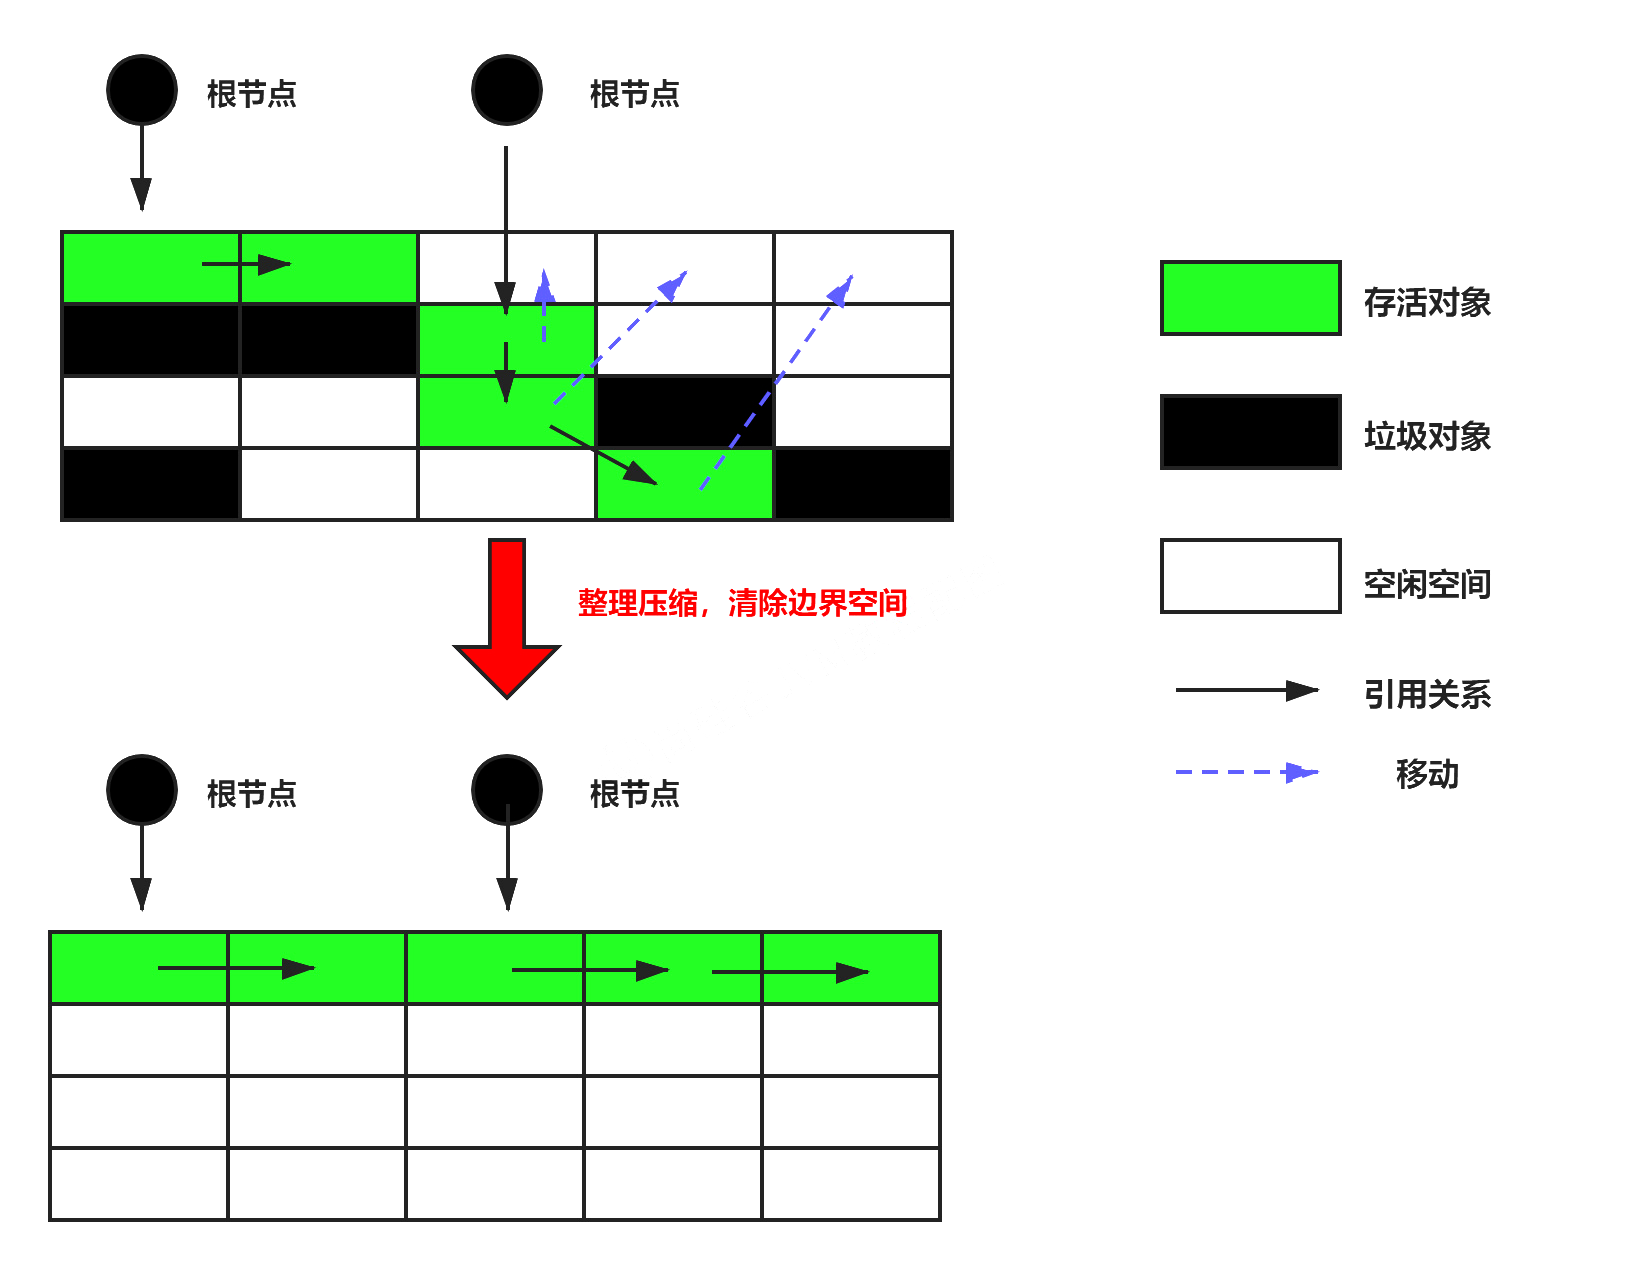 根节点
根节点
存活对象
垃圾对象
空闲空间
整理压缩，清除边界空间
引用关系
移动
根节点
根节点